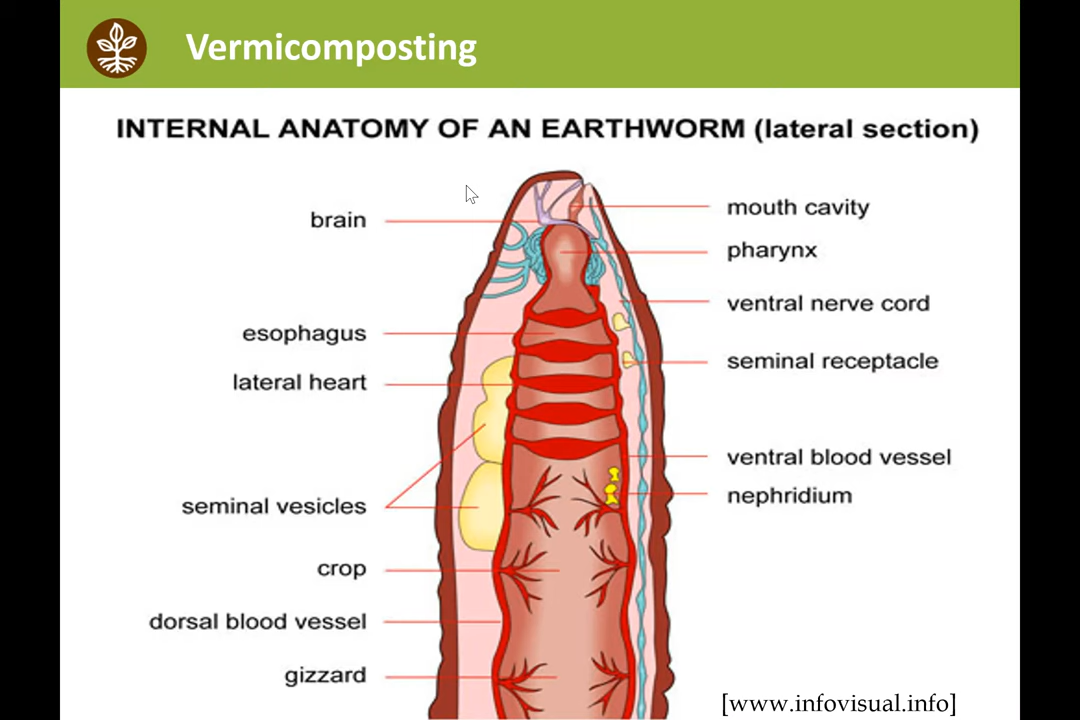 Vermicomposting
INTERNAL ANATOMY OF AN EARTHWORM (lateral section)
brain
esophagus
lateral heart
seminal vesicles
crop
dorsal blood vessel
gizzard
mouth cavity
pharynx
ventral nerve cord
seminal receptacle
ventral blood vessel
nephridium
[www.infovisual.info]